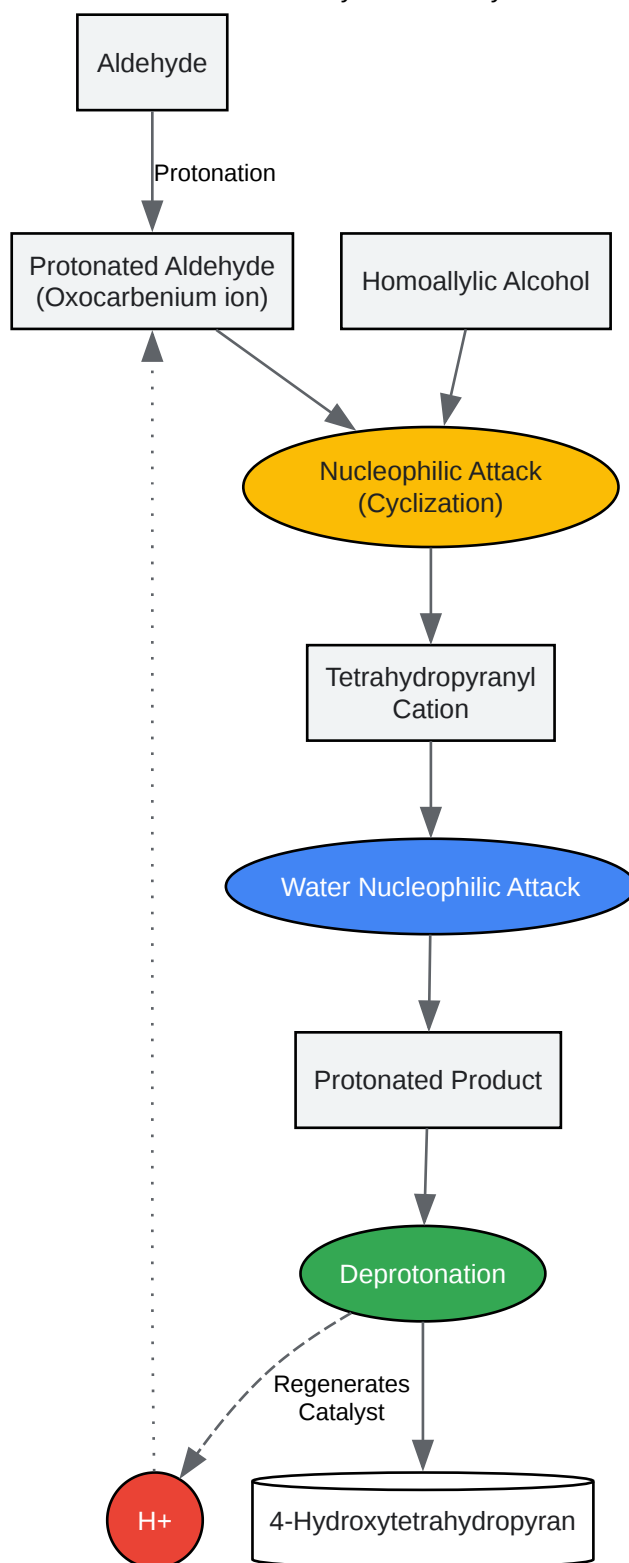 Aldehyde
Protonation
Protonated Aldehyde
(Oxocarbenium ion)
Homoallylic Alcohol
Nucleophilic Attack
(Cyclization)
Tetrahydropyranyl
Cation
Water Nucleophilic Attack
Protonated Product
Deprotonation
Regenerates
Catalyst
H+
4-Hydroxytetrahydropyran